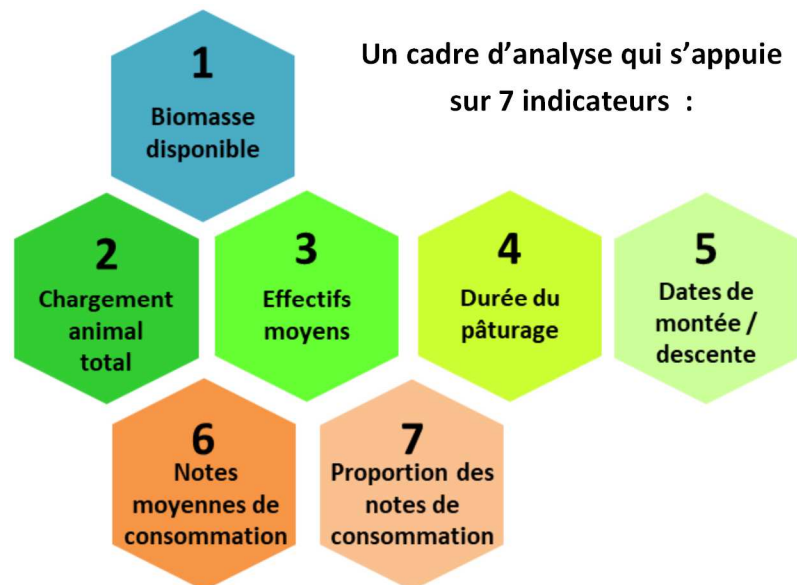 Un cadre d’analyse qui s’appuie
sur 7 indicateurs :
1
Biomasse
disponible
2
Chargement
animal
total
3
Effectifs
moyens
4
Durée du
pâturage
5
Dates de
montée /
descente
6
Notes
moyennes de
consommation
7
Proportion des
notes de
consommation